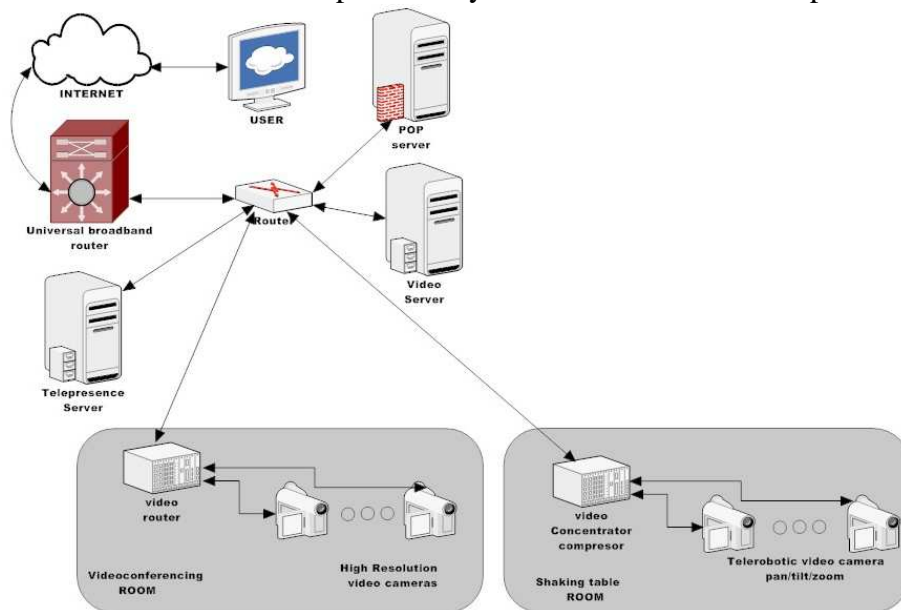 INTERNET
USER
POP
server
Universal broadband
router
Router
Video
Server
Telepresence
Server
video
router
High Resolution
video cameras
Videoconferencing
ROOM
video
Concentrator
compresor
Telerobotic video camera
pan/tilt/zoom
Shaking table
ROOM